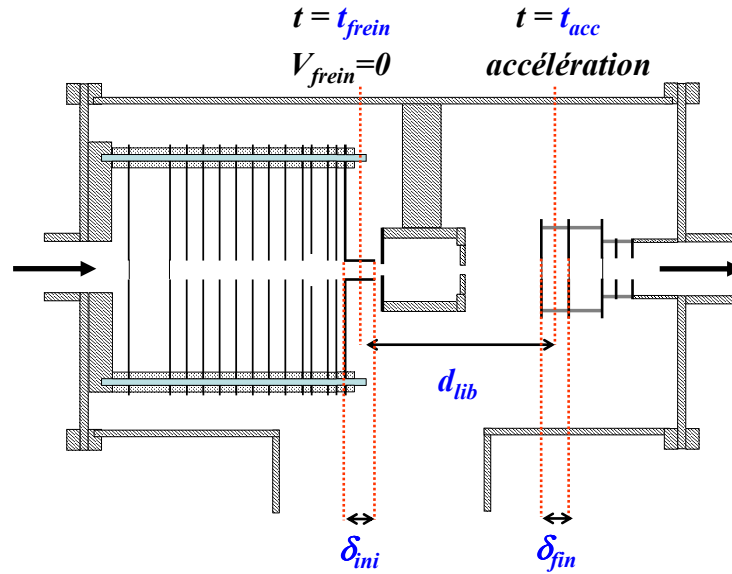 t = t_frein
t = t_acc
V_frein=0
accélération
d_lib
δ_ini
δ_fin